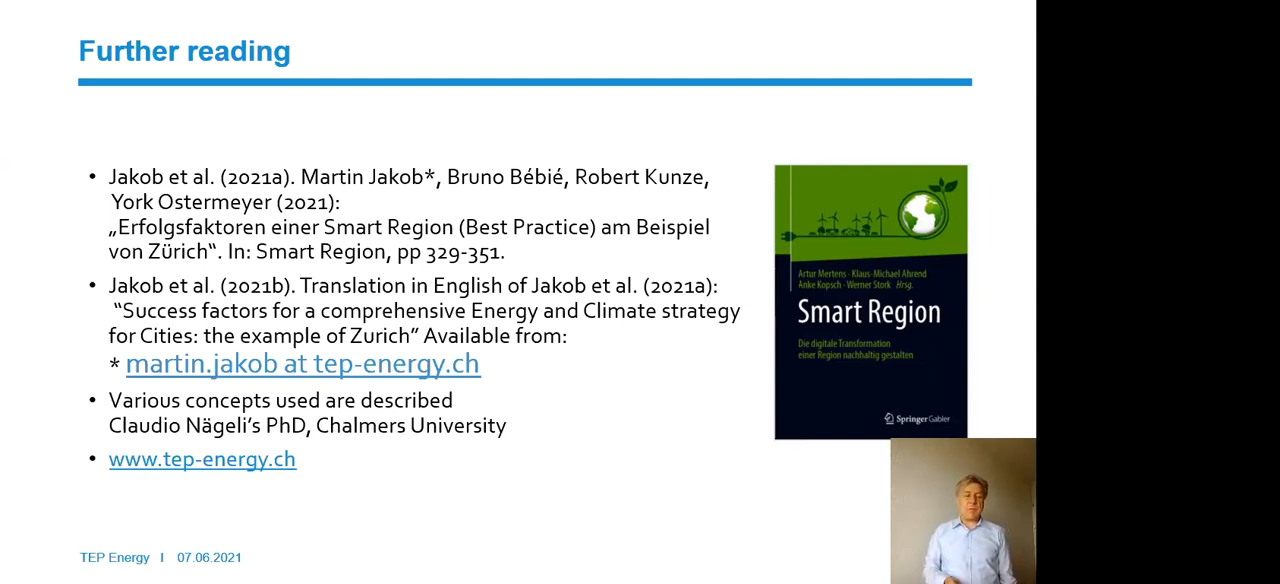 Further reading
• Jakob et al. (2021a). Martin Jakob*, Bruno Bébié, Robert Kunze,
York Ostermeyer (2021):
„Erfolgsfaktoren einer Smart Region (Best Practice) am Beispiel
von Zürich“. In: Smart Region, pp 329-351.
• Jakob et al. (2021b). Translation in English of Jakob et al. (2021a):
“Success factors for a comprehensive Energy and Climate strategy
for Cities: the example of Zurich” Available from:
* martin.jakob at tep-energy.ch
• Various concepts used are described
Claudio Nägeli’s PhD, Chalmers University
• www.tep-energy.ch
Artur Mertens · Klaus-Michael Ahrend
Anke Kopsch · Werner Stork Hrsg.
Smart Region
Die digitale Transformation
einer Region nachhaltig gestalten
Springer Gabler
TEP Energy I 07.06.2021